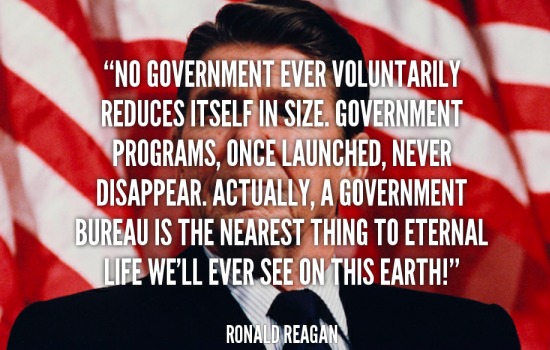 “NO GOVERNMENT EVER VOLUNTARILY
REDUCES ITSELF IN SIZE. GOVERNMENT
PROGRAMS, ONCE LAUNCHED, NEVER
DISAPPEAR. ACTUALLY, A GOVERNMENT
BUREAU IS THE NEAREST THING TO ETERNAL
LIFE WE’LL EVER SEE ON THIS EARTH!”
RONALD REAGAN